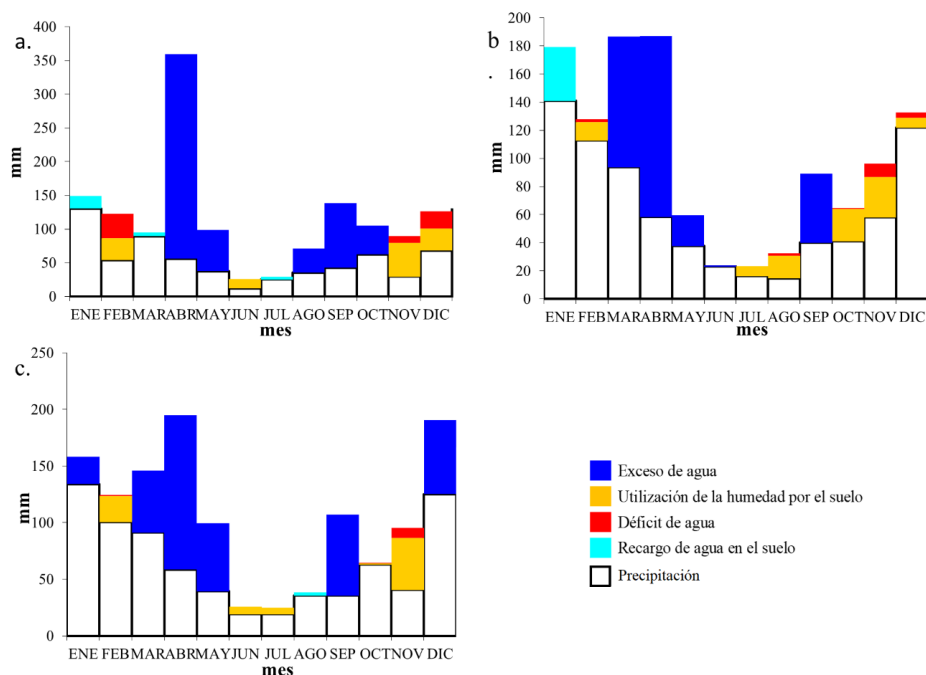 a.
400
350
300
250
200
150
100
50
0
mm
ENE FEB MAR ABR MAY JUN JUL AGO SEP OCT NOV DIC
mes
b
.
200
180
160
140
120
100
80
60
40
20
0
mm
ENE FEB MAR ABR MAY JUN JUL AGO SEP OCT NOV DIC
mes
c.
250
200
150
100
50
0
mm
ENE FEB MAR ABR MAY JUN JUL AGO SEP OCT NOV DIC
mes
Exceso de agua
Utilización de la humedad por el suelo
Déficit de agua
Recargo de agua en el suelo
Precipitación